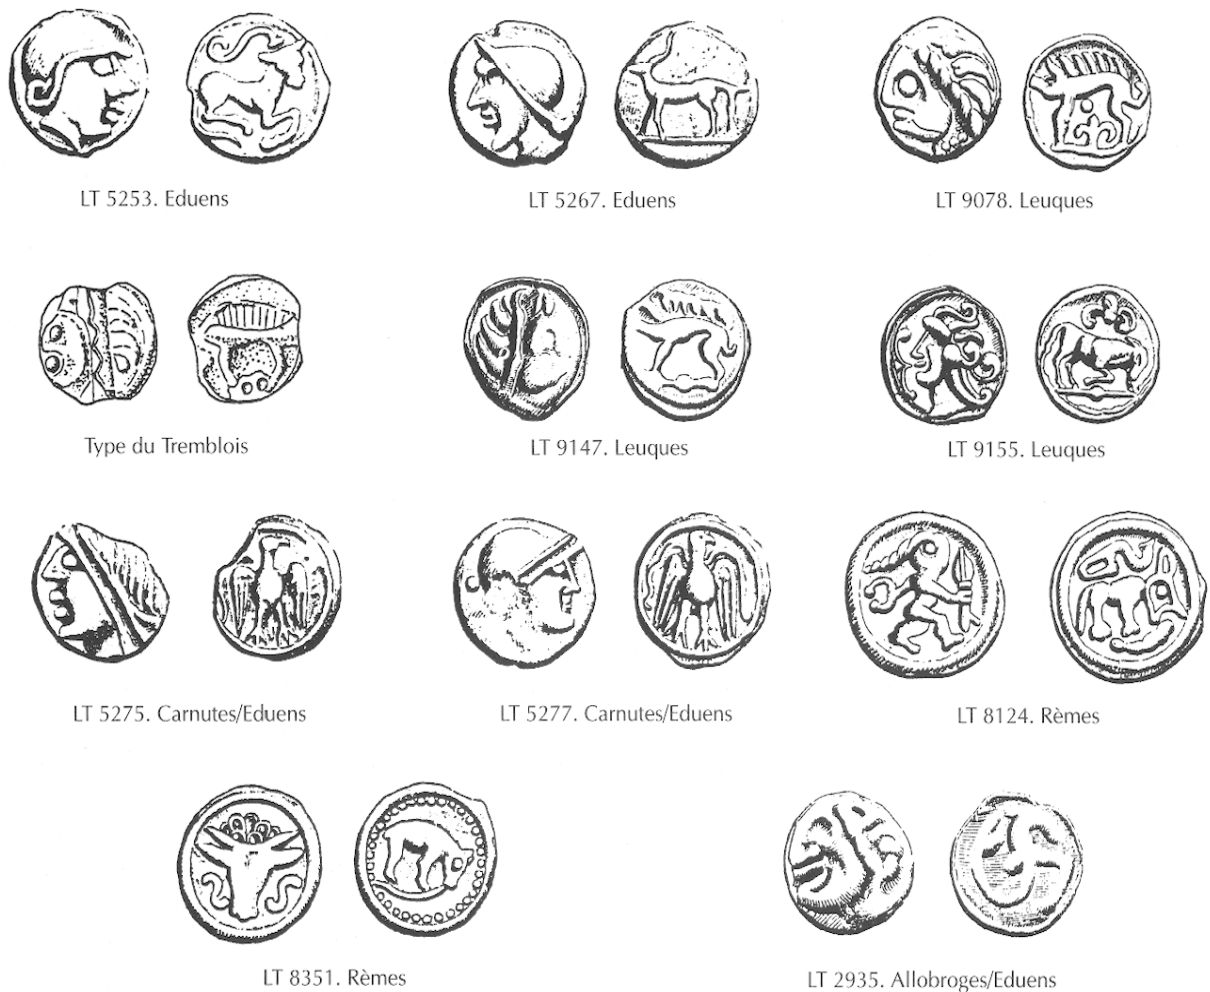 LT 5253. Eduens
LT 5267. Eduens
LT 9078. Leuques
Type du Tremblois
LT 9147. Leuques
LT 9155. Leuques
LT 5275. Carnutes/Eduens
LT 5277. Carnutes/Eduens
LT 8124. Rèmes
LT 8351. Rèmes
LT 2935. Allobroges/Eduens